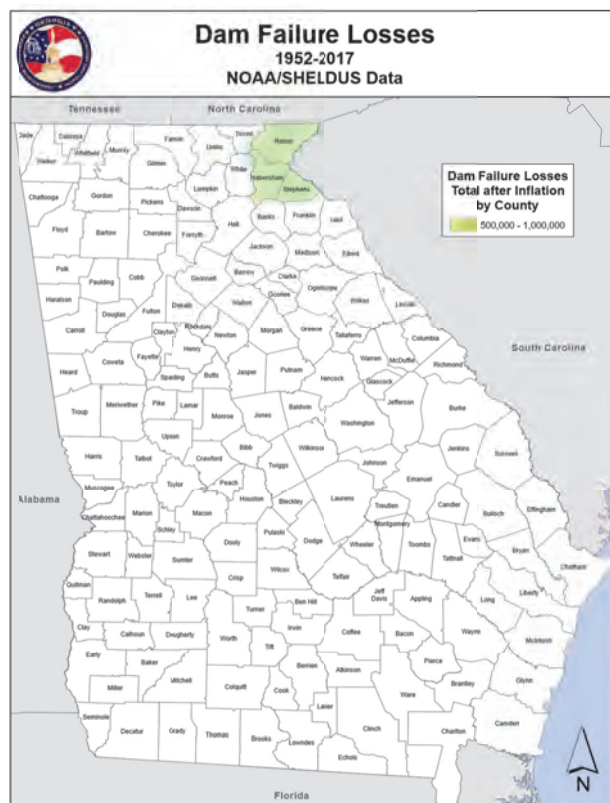 Dam Failure Losses
1952-2017
NOAA/SHELDUS Data
Tennessee
North Carolina
Dade
Catoosa
Whitfield
Murray
Fannin
Union
Towns
Rabun
Walker
Gilmer
White
Habersham
Stephens
Lumpkin
Chattooga
Gordon
Pickens
Dawson
Hall
Banks
Franklin
Hart
Floyd
Bartow
Cherokee
Forsyth
Jackson
Madison
Elbert
Dam Failure Losses
Total after Inflation
by County
500,000 - 1,000,000
Polk
Paulding
Cobb
Gwinnett
Barrow
Clarke
Oconee
Oglethorpe
Wilkes
Lincoln
Haralson
Douglas
Fulton
Dekalb
Walton
Carroll
Clayton
Rockdale
Newton
Morgan
Greene
Taliaferro
Columbia
McDuffie
Warren
Richmond
South Carolina
Heard
Coweta
Fayette
Henry
Spading
Butts
Jasper
Putnam
Hancock
Glascock
Jefferson
Burke
Troup
Meriwether
Pike
Lamar
Monroe
Jones
Baldwin
Washington
Upson
Bibb
Wilkinson
Jenkins
Screven
Harris
Talbot
Crawford
Twiggs
Johnson
Emanuel
Alabama
Muscogee
Taylor
Peach
Houston
Bleckley
Laurens
Treutlen
Candler
Bulloch
Effingham
Chattahoochee
Marion
Macon
Schley
Pulaski
Dodge
Montgomery
Wheeler
Toombs
Evans
Tattnall
Bryan
Chatham
Stewart
Webster
Sumter
Dooly
Crisp
Wilcox
Telfair
Quitman
Randolph
Terrell
Lee
Turner
Ben Hill
Jeff
Davis
Appling
Long
Liberty
Clay
Calhoun
Dougherty
Worth
Tift
Irvin
Coffee
Bacon
Wayne
McIntosh
Early
Baker
Mitchell
Colquitt
Cook
Berrien
Atkinson
Pierce
Brantley
Glynn
Miller
Ware
Seminole
Decatur
Grady
Thomas
Brooks
Lowndes
Lanier
Clinch
Echols
Charlton
Camden
Florida
N